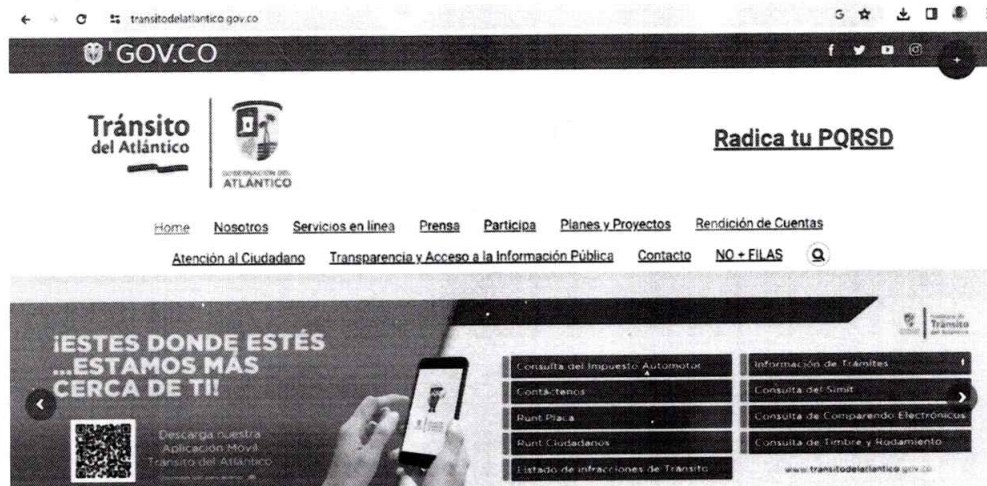 transitodelatlantico.gov.co
GOV.CO
Tránsito
del Atlántico
GOBERNACIÓN DEL
ATLÁNTICO
Radica tu PQRSD
Home Nosotros Servicios en línea Prensa Participa Planes y Proyectos Rendición de Cuentas
Atención al Ciudadano Transparencia y Acceso a la Información Pública Contacto NO + FILAS
¡ESTES DONDE ESTÉS
...ESTAMOS MÁS
CERCA DE TI!
Descarga nuestra
Aplicación Móvil
Tránsito del Atlántico
Tránsito
Consulta del Impuesto Automotor
Contáctenos
Runt Placa
Runt Ciudadanos
Listado de infracciones de Tránsito
Información de Trámites
Consulta del Simit
Consulta de Comparendo Electrónicos
Consulta de Timbre y Rodamiento
www.transitodelatlantico.gov.co